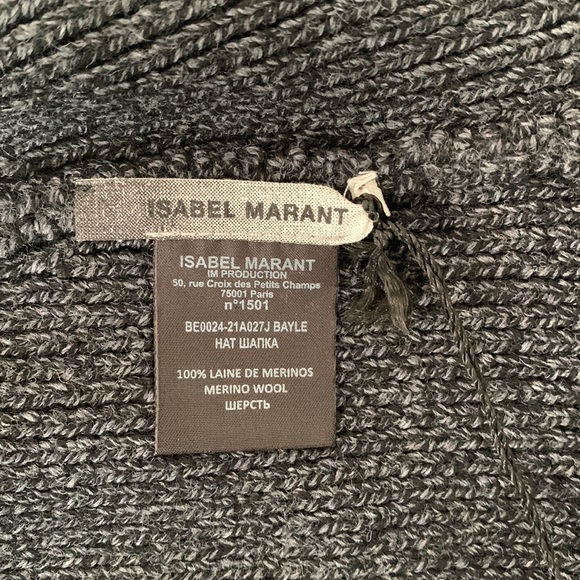 ISABEL MARANT
ISABEL MARANT
IM PRODUCTION
50, rue Croix des Petits Champs
75001 Paris
n°1501
BE0024-21A027J BAYLE
HAT ШАПКА
100% LAINE DE MERINOS
MERINO WOOL
ШЕРСТЬ